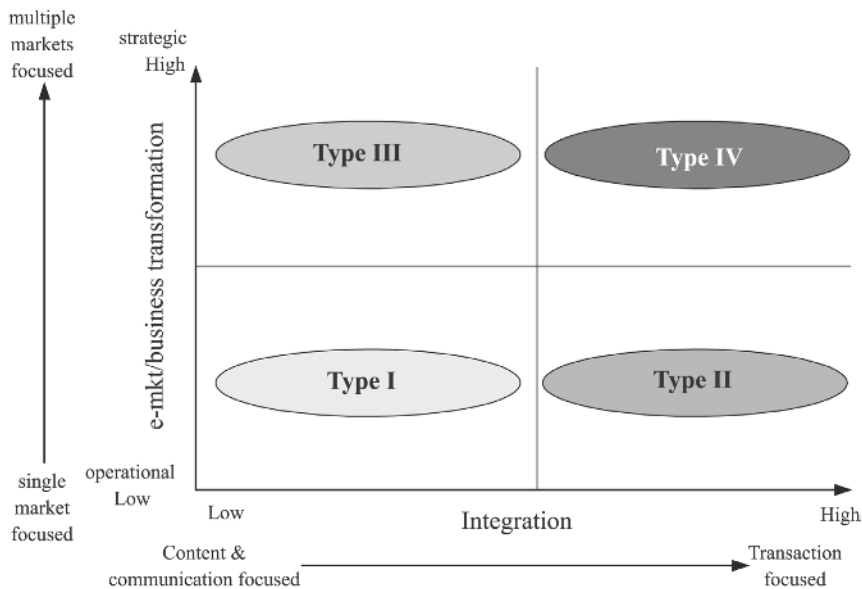 multiple
markets
focused
strategic
High
e-mkt/business transformation
Type III
Type IV
Type I
Type II
operational
Low
single
market
focused
Low
Integration
High
Content &
communication focused
Transaction
focused